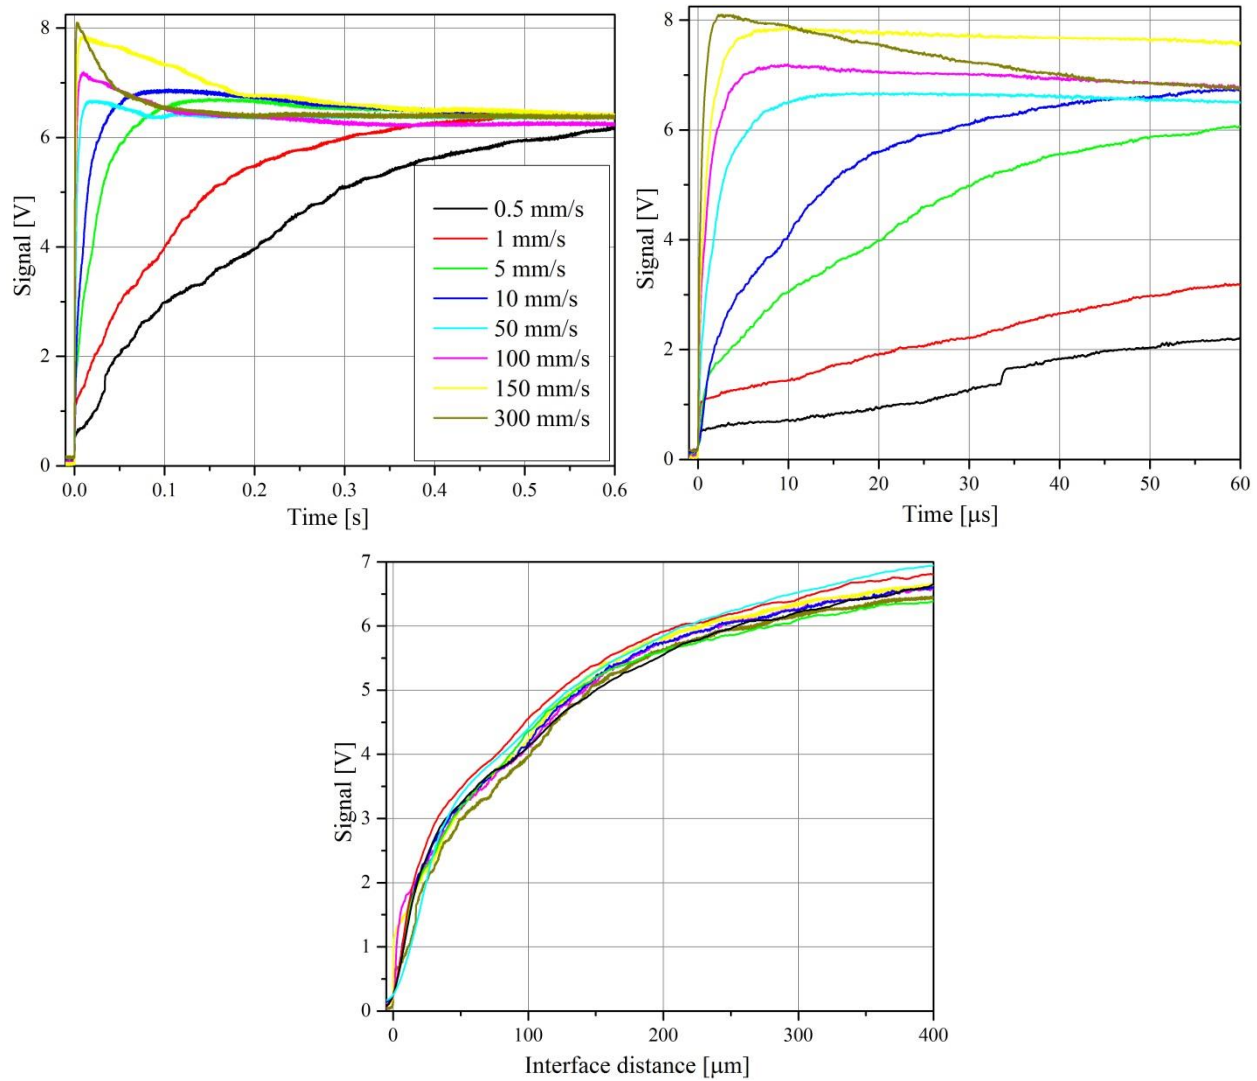 8
6
4
2
0
Signal [V]
0.0 0.1 0.2 0.3 0.4 0.5 0.6
Time [s]
0.5 mm/s
1 mm/s
5 mm/s
10 mm/s
50 mm/s
100 mm/s
150 mm/s
300 mm/s
8
6
4
2
0
Signal [V]
0 10 20 30 40 50 60
Time [μs]
7
6
5
4
3
2
1
0
Signal [V]
0 100 200 300 400
Interface distance [μm]